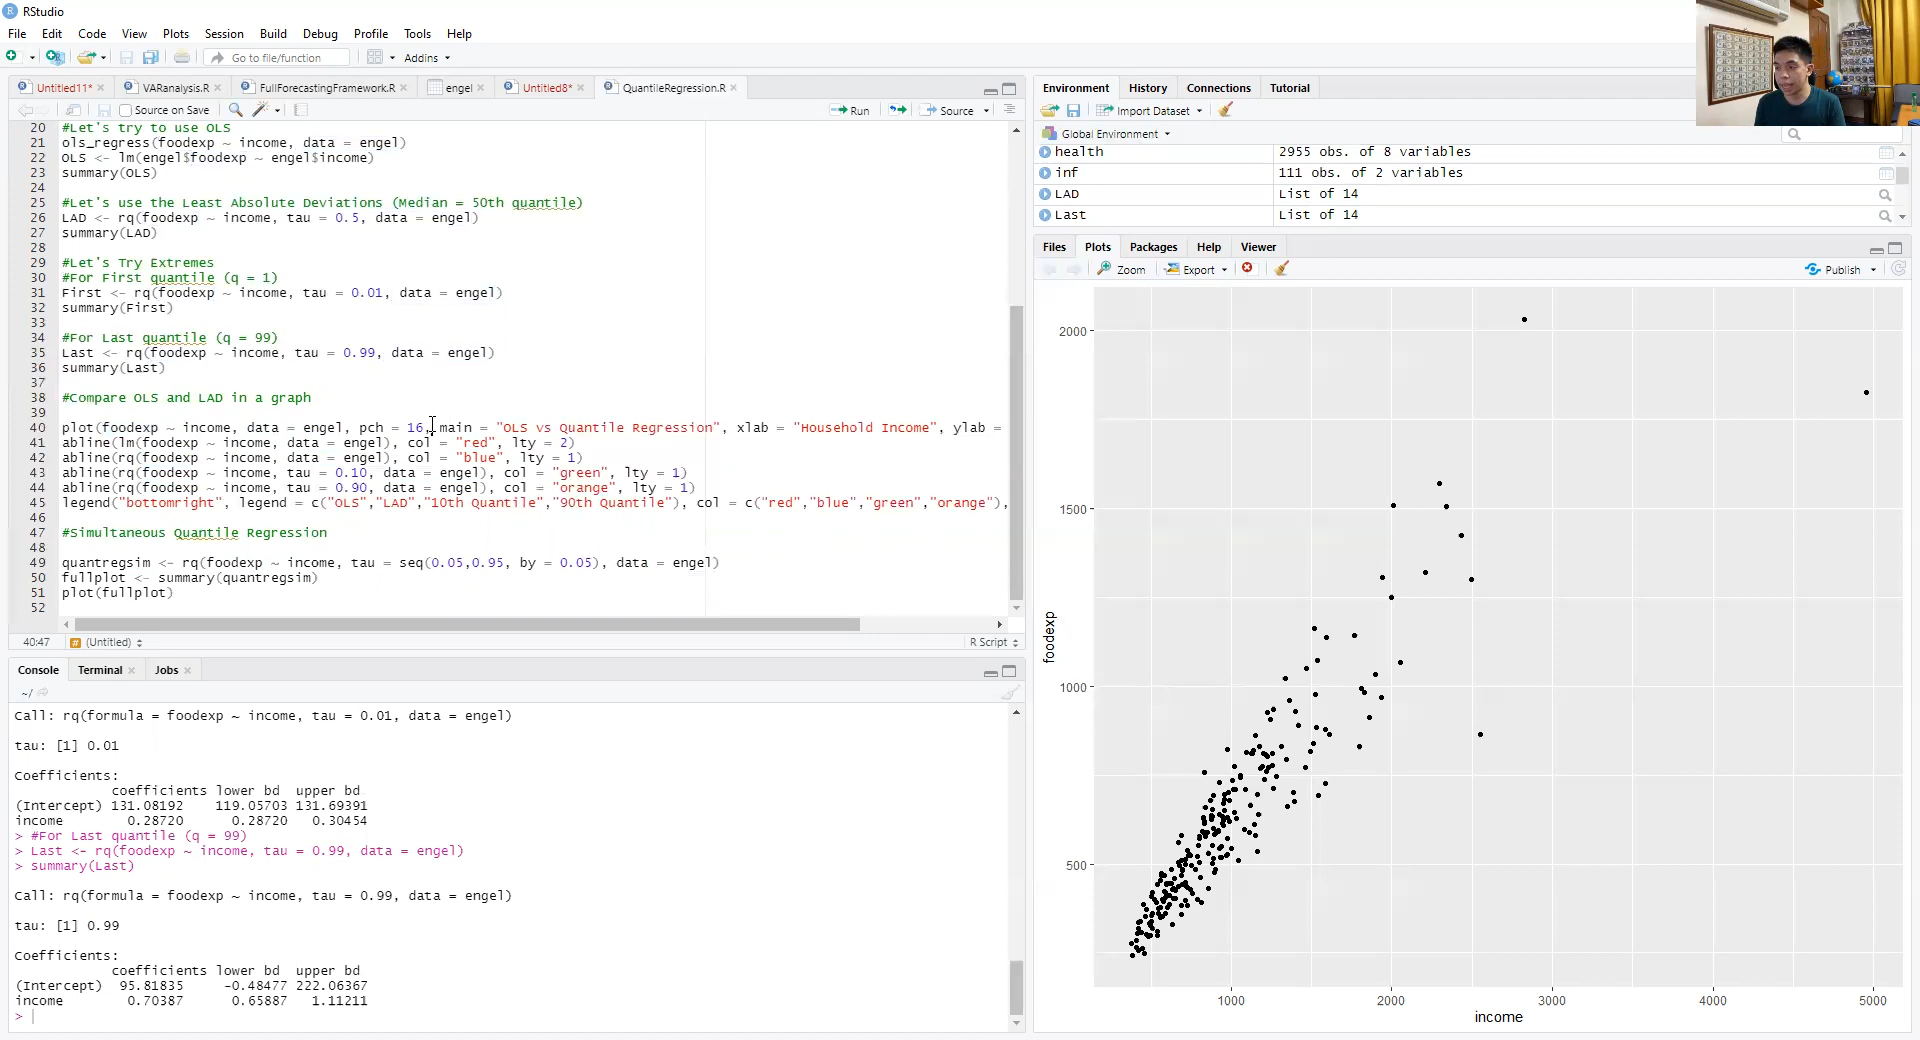 RStudio
File Edit Code View Plots Session Build Debug Profile Tools Help
Go to file/function Addins
Untitled11* VARanalysis.R FullForecastingFramework.R engel Untitled8* QuantileRegression.R
Source on Save Run Source
20 #Let's try to use OLS
21 ols_regress(foodexp ~ income, data = engel)
22 OLS <- lm(engel$foodexp ~ engel$income)
23 summary(OLS)
24
25 #Let's use the Least Absolute Deviations (Median = 50th quantile)
26 LAD <- rq(foodexp ~ income, tau = 0.5, data = engel)
27 summary(LAD)
28
29 #Let's Try Extremes
30 #For First quantile (q = 1)
31 First <- rq(foodexp ~ income, tau = 0.01, data = engel)
32 summary(First)
33
34 #For Last quantile (q = 99)
35 Last <- rq(foodexp ~ income, tau = 0.99, data = engel)
36 summary(Last)
37
38 #Compare OLS and LAD in a graph
39
40 plot(foodexp ~ income, data = engel, pch = 16, main = "OLS vs Quantile Regression", xlab = "Household Income", ylab =
41 abline(lm(foodexp ~ income, data = engel), col = "red", lty = 2)
42 abline(rq(foodexp ~ income, data = engel), col = "blue", lty = 1)
43 abline(rq(foodexp ~ income, tau = 0.10, data = engel), col = "green", lty = 1)
44 abline(rq(foodexp ~ income, tau = 0.90, data = engel), col = "orange", lty = 1)
45 legend("bottomright", legend = c("OLS","LAD","10th Quantile","90th Quantile"), col = c("red","blue","green","orange"),
46
47 #Simultaneous Quantile Regression
48
49 quantregsim <- rq(foodexp ~ income, tau = seq(0.05,0.95, by = 0.05), data = engel)
50 fullplot <- summary(quantregsim)
51 plot(fullplot)
52
40:47 # (Untitled) R Script
Console Terminal Jobs
~/
Call: rq(formula = foodexp ~ income, tau = 0.01, data = engel)
tau: [1] 0.01
Coefficients:
coefficients lower bd upper bd
(Intercept) 131.08192 119.05703 131.69391
income 0.28720 0.28720 0.30454
> #For Last quantile (q = 99)
> Last <- rq(foodexp ~ income, tau = 0.99, data = engel)
> summary(Last)
Call: rq(formula = foodexp ~ income, tau = 0.99, data = engel)
tau: [1] 0.99
Coefficients:
coefficients lower bd upper bd
(Intercept) 95.81835 -0.48477 222.06367
income 0.70387 0.65887 1.11211
>
Environment History Connections Tutorial
Import Dataset
Global Environment
health 2955 obs. of 8 variables
inf 111 obs. of 2 variables
LAD List of 14
Last List of 14
Files Plots Packages Help Viewer
Zoom Export Publish
2000
1500
1000
500
foodexp
1000 2000 3000 4000 5000
income